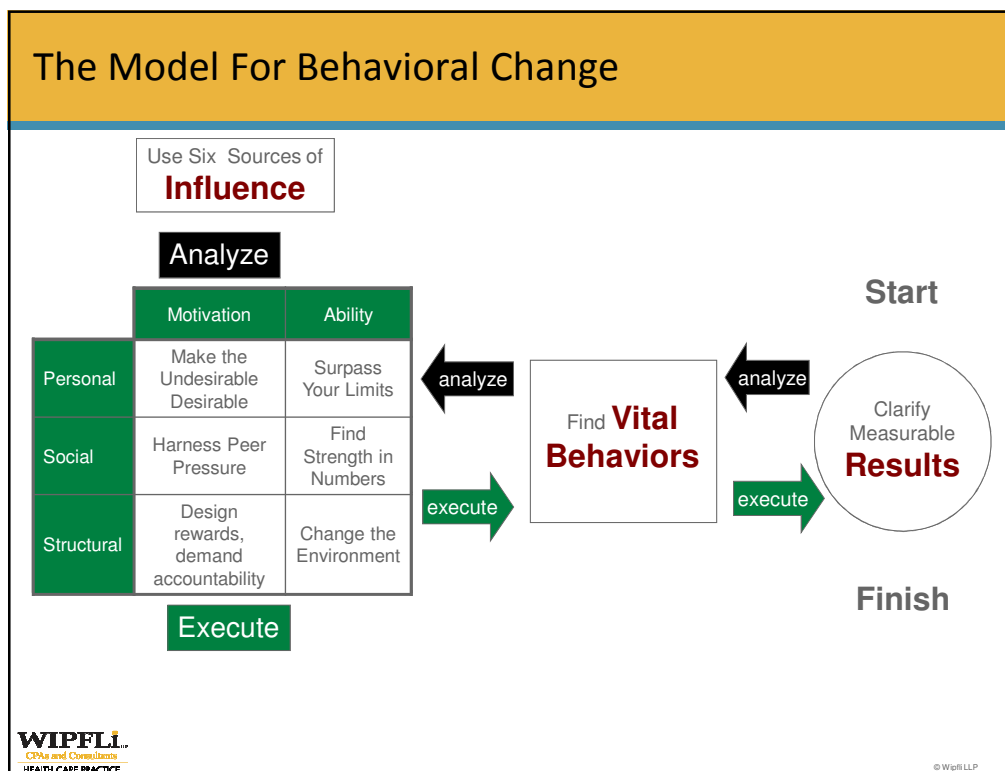 The Model For Behavioral Change
Use Six Sources of
Influence
Analyze
Motivation
Ability
Personal
Make the
Undesirable
Desirable
Surpass
Your Limits
Social
Harness Peer
Pressure
Find
Strength in
Numbers
Structural
Design
rewards,
demand
accountability
Change the
Environment
Execute
analyze
execute
Find Vital
Behaviors
analyze
execute
Start
Clarify
Measurable
Results
Finish
WIPFLi LLP
CPAs and Consultants
HEALTH CARE PRACTICE
© Wipfli LLP